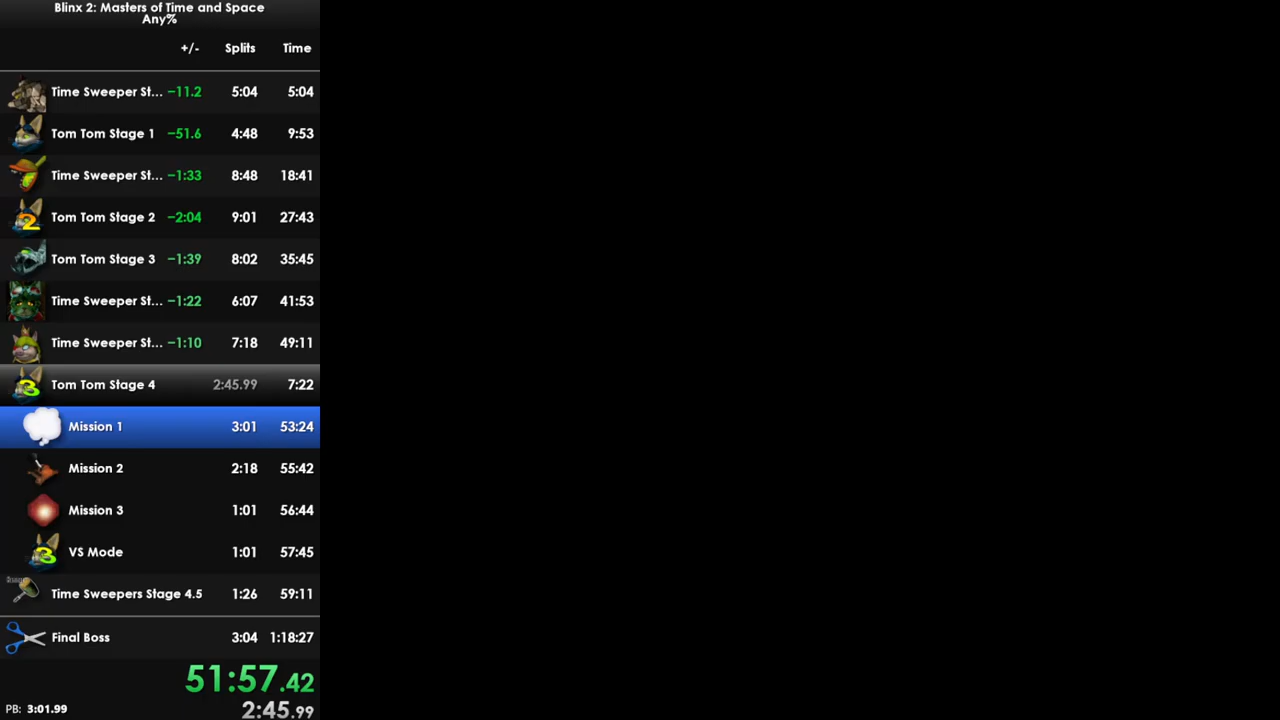 Blinx 2: Masters of Time and Space
Any%
+/- Splits Time
Time Sweeper St... −11.2 5:04 5:04
Tom Tom Stage 1 −51.6 4:48 9:53
Time Sweeper St... −1:33 8:48 18:41
2
Tom Tom Stage 2 −2:04 9:01 27:43
Tom Tom Stage 3 −1:39 8:02 35:45
Time Sweeper St... −1:22 6:07 41:53
Time Sweeper St... −1:10 7:18 49:11
3
Tom Tom Stage 4 2:45.99 7:22
Mission 1 3:01 53:24
Mission 2 2:18 55:42
Mission 3 1:01 56:44
3
VS Mode 1:01 57:45
Time Sweepers Stage 4.5 1:26 59:11
Final Boss 3:04 1:18:27
51:57.42
PB: 3:01.99 2:45.99